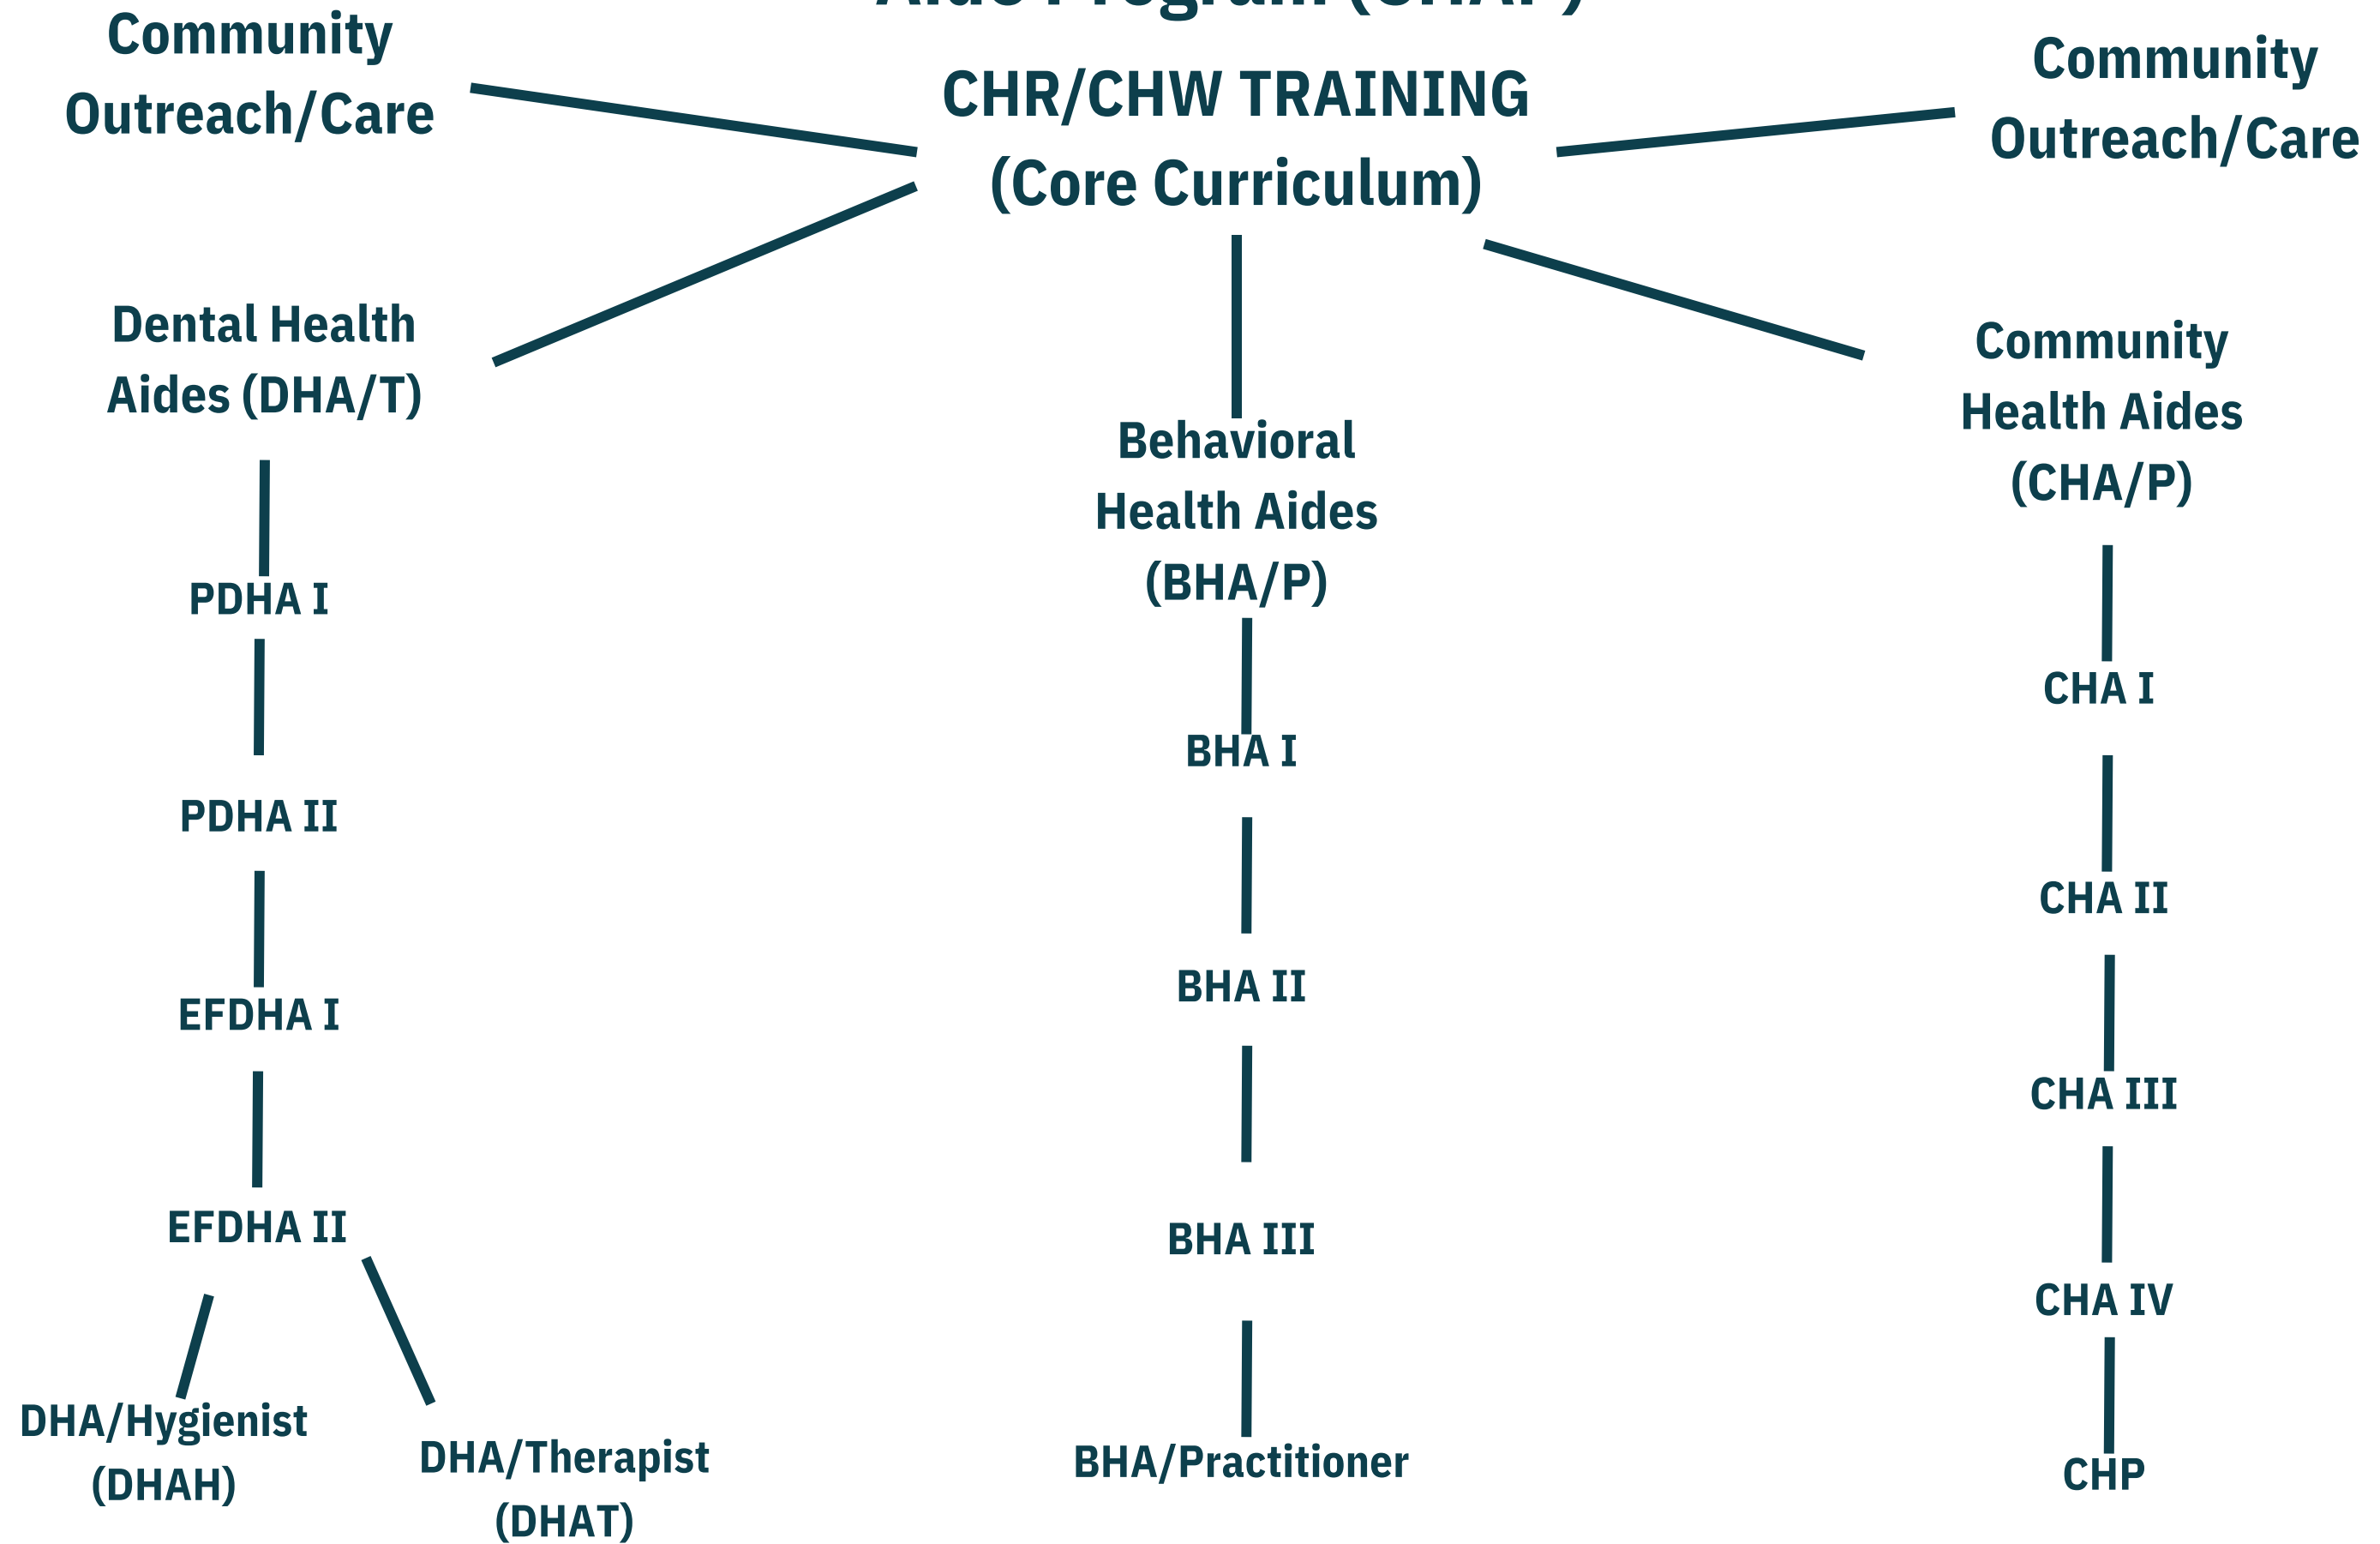 Community
Outreach/Care
CHR/CHW TRAINING
(Core Curriculum)
Community
Outreach/Care
Dental Health
Aides (DHA/T)
PDHA I
PDHA II
EFDHA I
EFDHA II
DHA/Hygienist
(DHAH)
DHA/Therapist
(DHAT)
Behavioral
Health Aides
(BHA/P)
BHA I
BHA II
BHA III
BHA/Practitioner
Community
Health Aides
(CHA/P)
CHA I
CHA II
CHA III
CHA IV
CHP